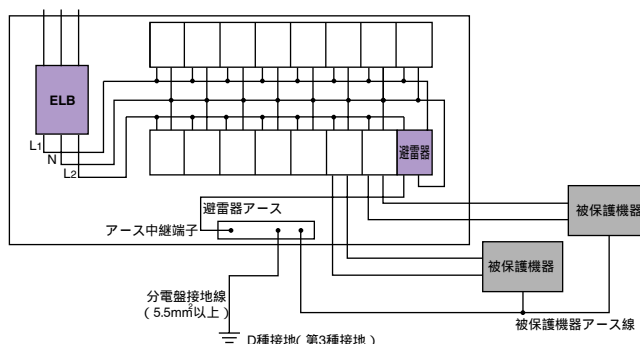 ELB
L1
N
L2
避雷器
避雷器アース
アース中継端子
被保護機器
被保護機器
分電盤接地線
（5.5mm²以上）
被保護機器アース線
D種接地（第3種接地）